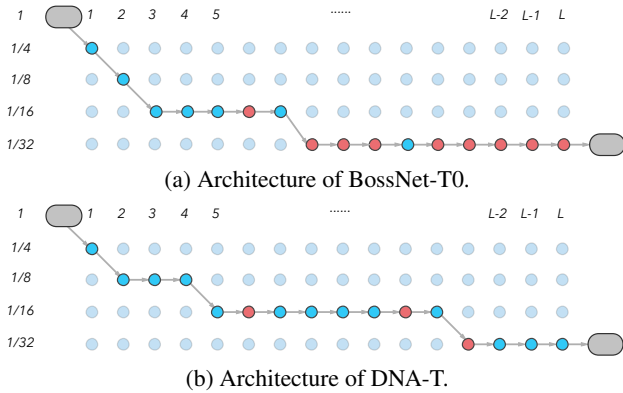 1 1 2 3 4 5 ...... L-2 L-1 L
1/4
1/8
1/16
1/32
(a) Architecture of BossNet-T0.
1 1 2 3 4 5 ...... L-2 L-1 L
1/4
1/8
1/16
1/32
(b) Architecture of DNA-T.